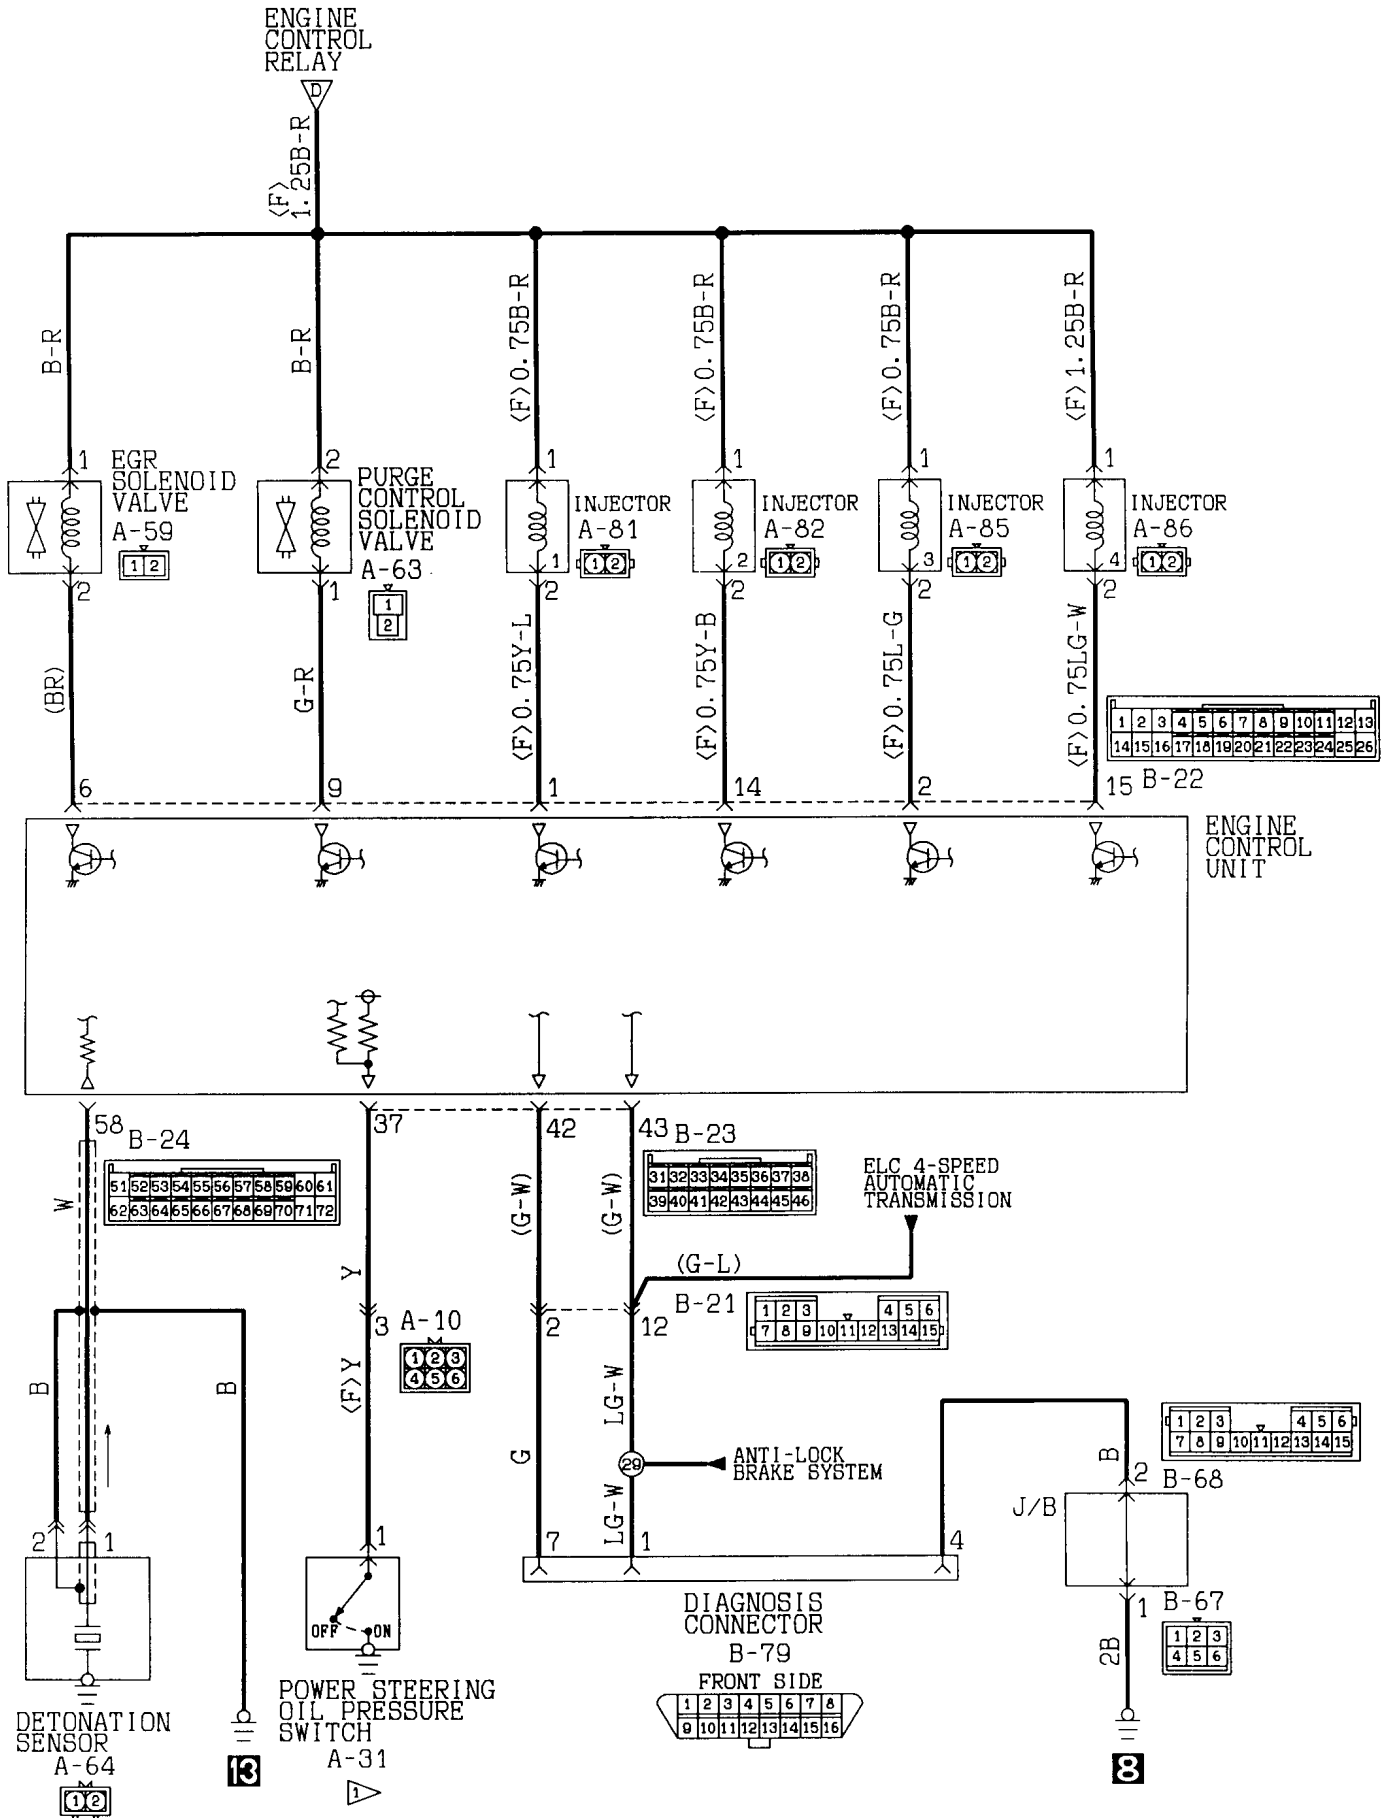 ENGINE
CONTROL
RELAY
D
<F>
1.25B-R
B-R
B-R
<F>0.75B-R
<F>0.75B-R
<F>0.75B-R
<F>1.25B-R
1
2
1
1
1
1
EGR
SOLENOID
VALVE
A-59
1 2
PURGE
CONTROL
SOLENOID
VALVE
A-63
1
2
INJECTOR
A-81
1 2
INJECTOR
A-82
1 2
INJECTOR
A-85
1 2
INJECTOR
A-86
1 2
1
2
3
4
2
1
2
2
2
2
(BR)
G-R
<F>0.75Y-L
<F>0.75Y-B
<F>0.75L-G
<F>0.75LG-W
1 2 3 4 5 6 7 8 9 10 11 12 13
14 15 16 17 18 19 20 21 22 23 24 25 26
6
9
1
14
2
15
B-22
ENGINE
CONTROL
UNIT
58
B-24
51 52 53 54 55 56 57 58 59 60 61
62 63 64 65 66 67 68 69 70 71 72
37
42
43
B-23
31 32 33 34 35 36 37 38
39 40 41 42 43 44 45 46
W
Y
(G-W)
(G-W)
ELC 4-SPEED
AUTOMATIC
TRANSMISSION
(G-L)
B-21
1 2 3 4 5 6
7 8 9 10 11 12 13 14 15
3
A-10
1 2 3
4 5 6
2
12
B
B
<F>Y
G
LG-W
29
ANTI-LOCK
BRAKE SYSTEM
LG-W
1 2 3 4 5 6
7 8 9 10 11 12 13 14 15
B
2
B-68
J/B
2
1
1
7
1
4
OFF
ON
DIAGNOSIS
CONNECTOR
B-79
FRONT SIDE
1 2 3 4 5 6 7 8
9 10 11 12 13 14 15 16
1
B-67
1 2 3
4 5 6
2B
8
POWER STEERING
OIL PRESSURE
SWITCH
A-31
1
DETONATION
SENSOR
A-64
1 2
13